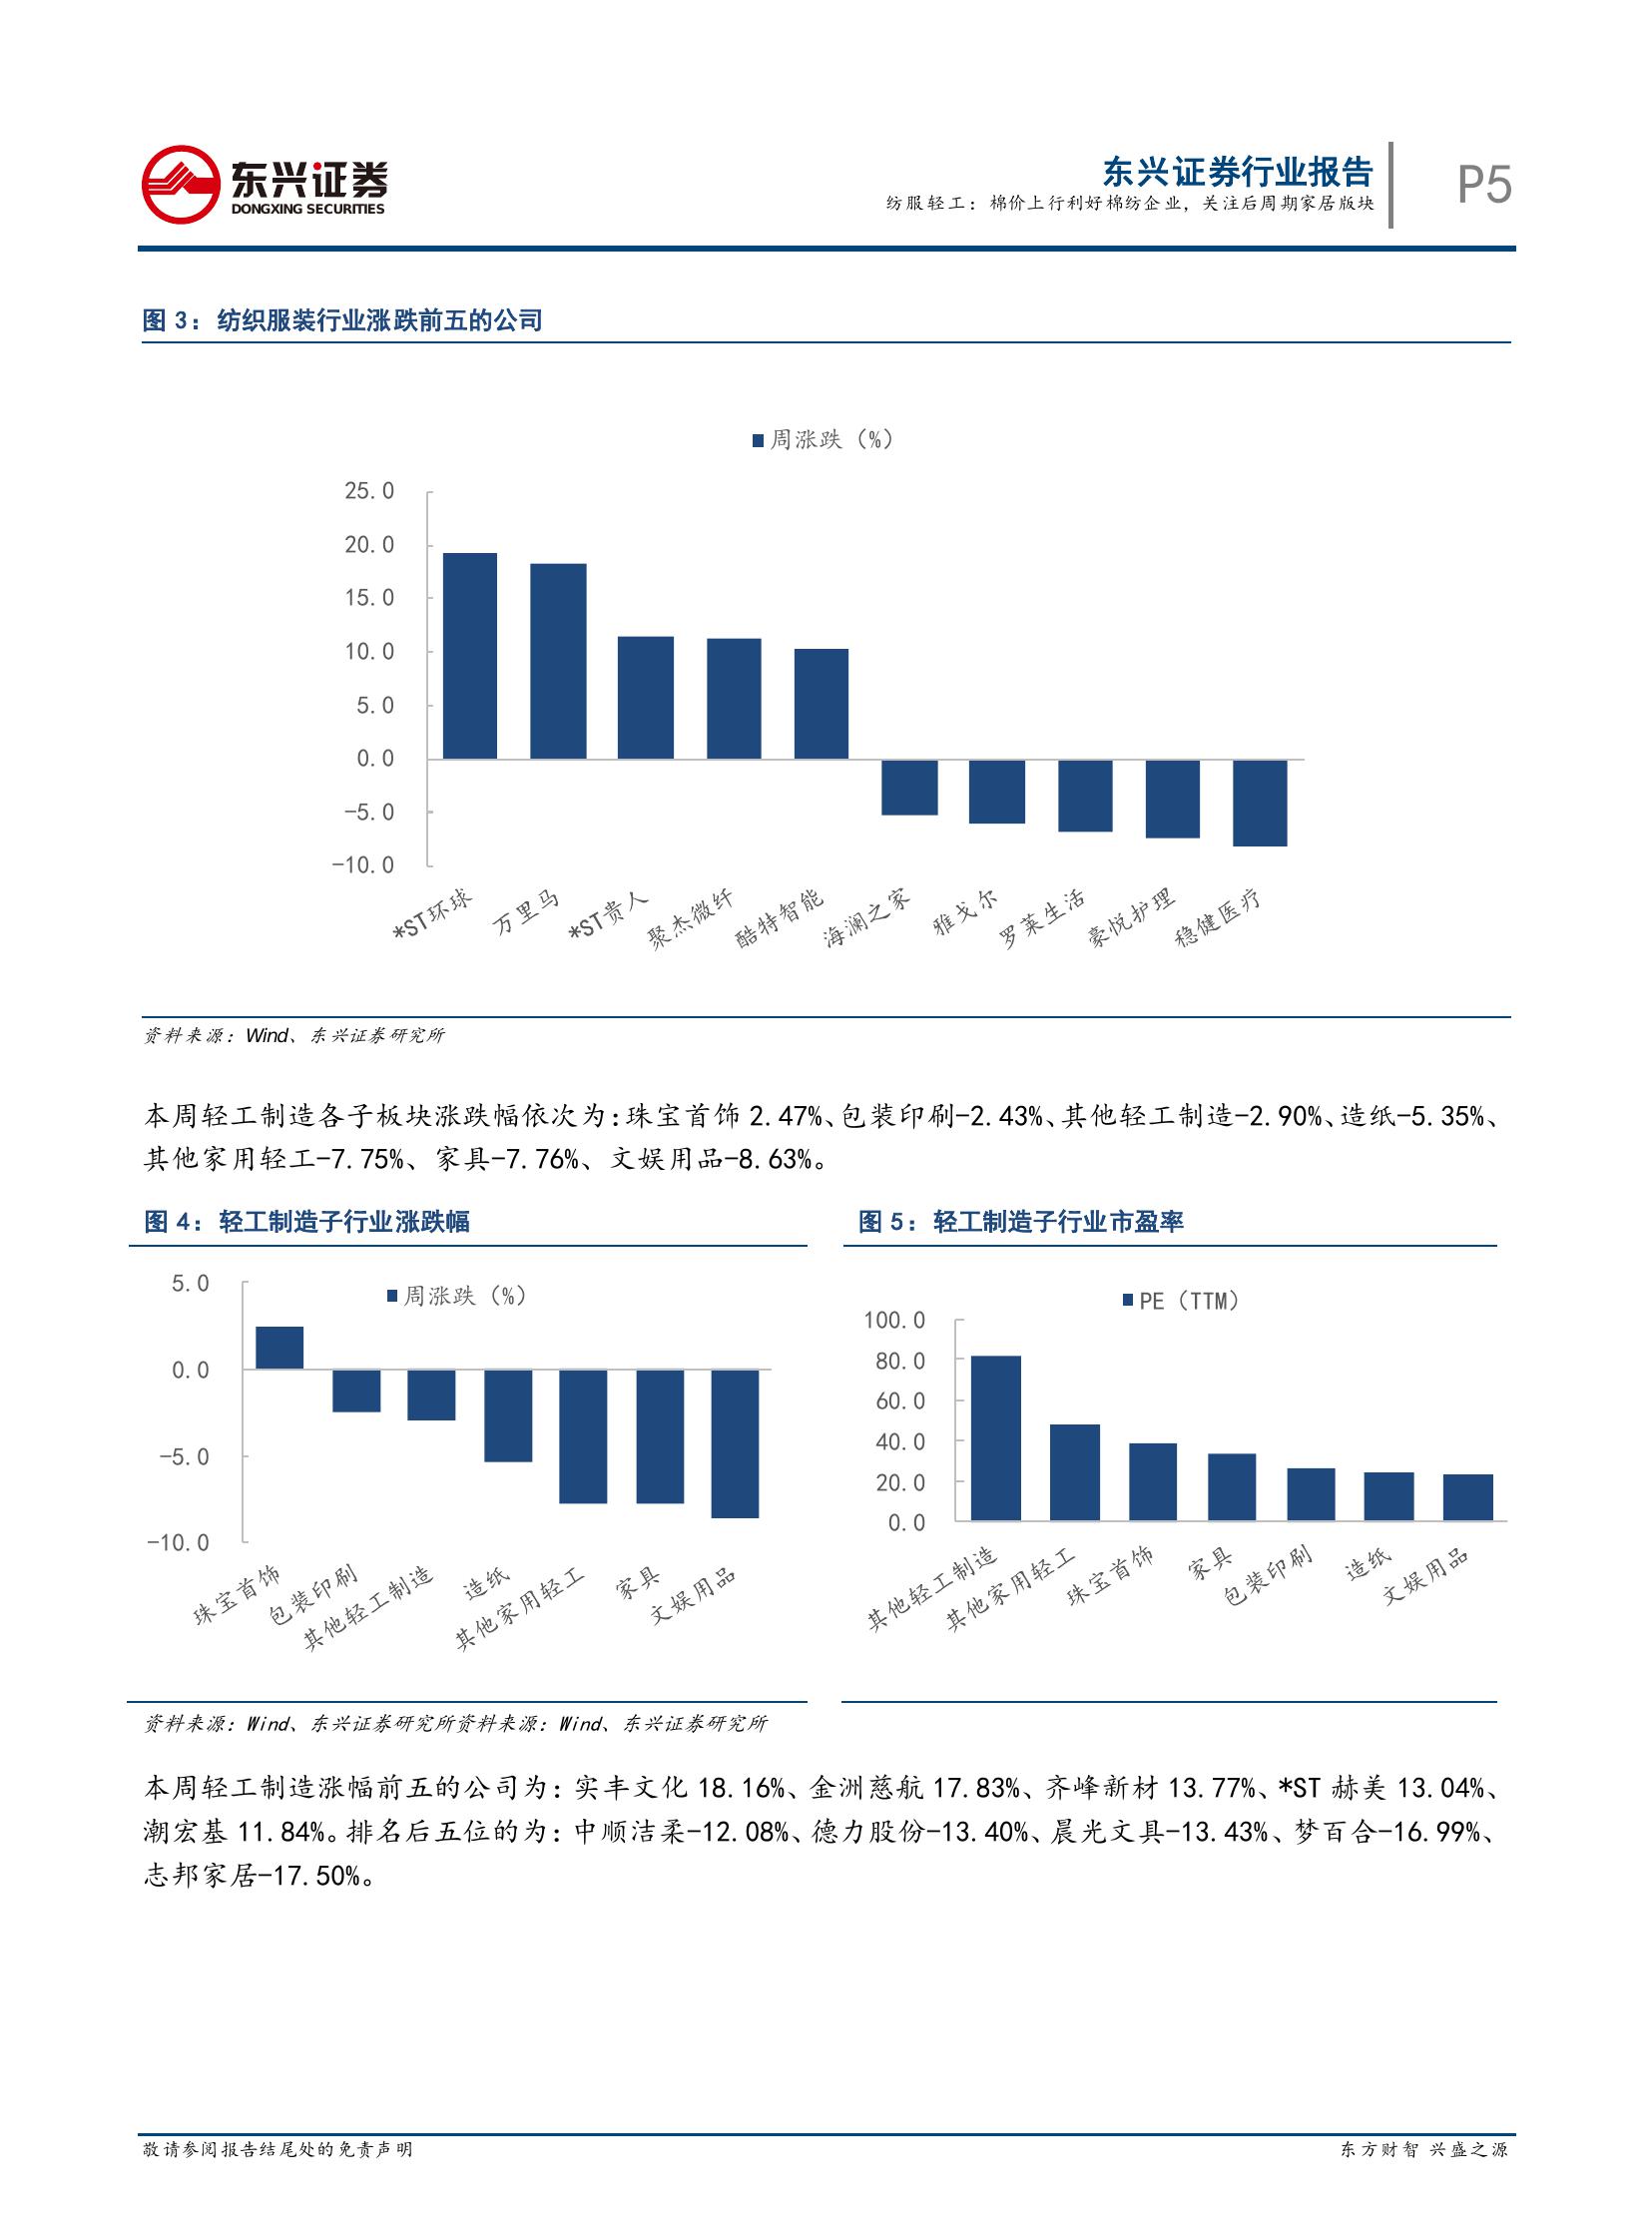 东兴证券
DONGXING SECURITIES
东兴证券行业报告
纺服轻工：棉价上行利好棉纺企业，关注后周期家居版块
P5
图 3：纺织服装行业涨跌前五的公司
周涨跌（%）
25.0
20.0
15.0
10.0
5.0
0.0
-5.0
-10.0
*ST环球
万里马
*ST贵人
聚杰微纤
酷特智能
海澜之家
雅戈尔
罗莱生活
豪悦护理
稳健医疗
资料来源：Wind、东兴证券研究所
本周轻工制造各子板块涨跌幅依次为：珠宝首饰 2.47%、包装印刷-2.43%、其他轻工制造-2.90%、造纸-5.35%、
其他家用轻工-7.75%、家具-7.76%、文娱用品-8.63%。
图 4：轻工制造子行业涨跌幅
周涨跌（%）
5.0
0.0
-5.0
-10.0
珠宝首饰
包装印刷
其他轻工制造
造纸
其他家用轻工
家具
文娱用品
图 5：轻工制造子行业市盈率
PE（TTM）
100.0
80.0
60.0
40.0
20.0
0.0
其他轻工制造
其他家用轻工
珠宝首饰
家具
包装印刷
造纸
文娱用品
资料来源：Wind、东兴证券研究所资料来源：Wind、东兴证券研究所
本周轻工制造涨幅前五的公司为：实丰文化 18.16%、金洲慈航 17.83%、齐峰新材 13.77%、*ST 赫美 13.04%、
潮宏基 11.84%。排名后五位的为：中顺洁柔-12.08%、德力股份-13.40%、晨光文具-13.43%、梦百合-16.99%、
志邦家居-17.50%。
敬请参阅报告结尾处的免责声明
东方财智 兴盛之源